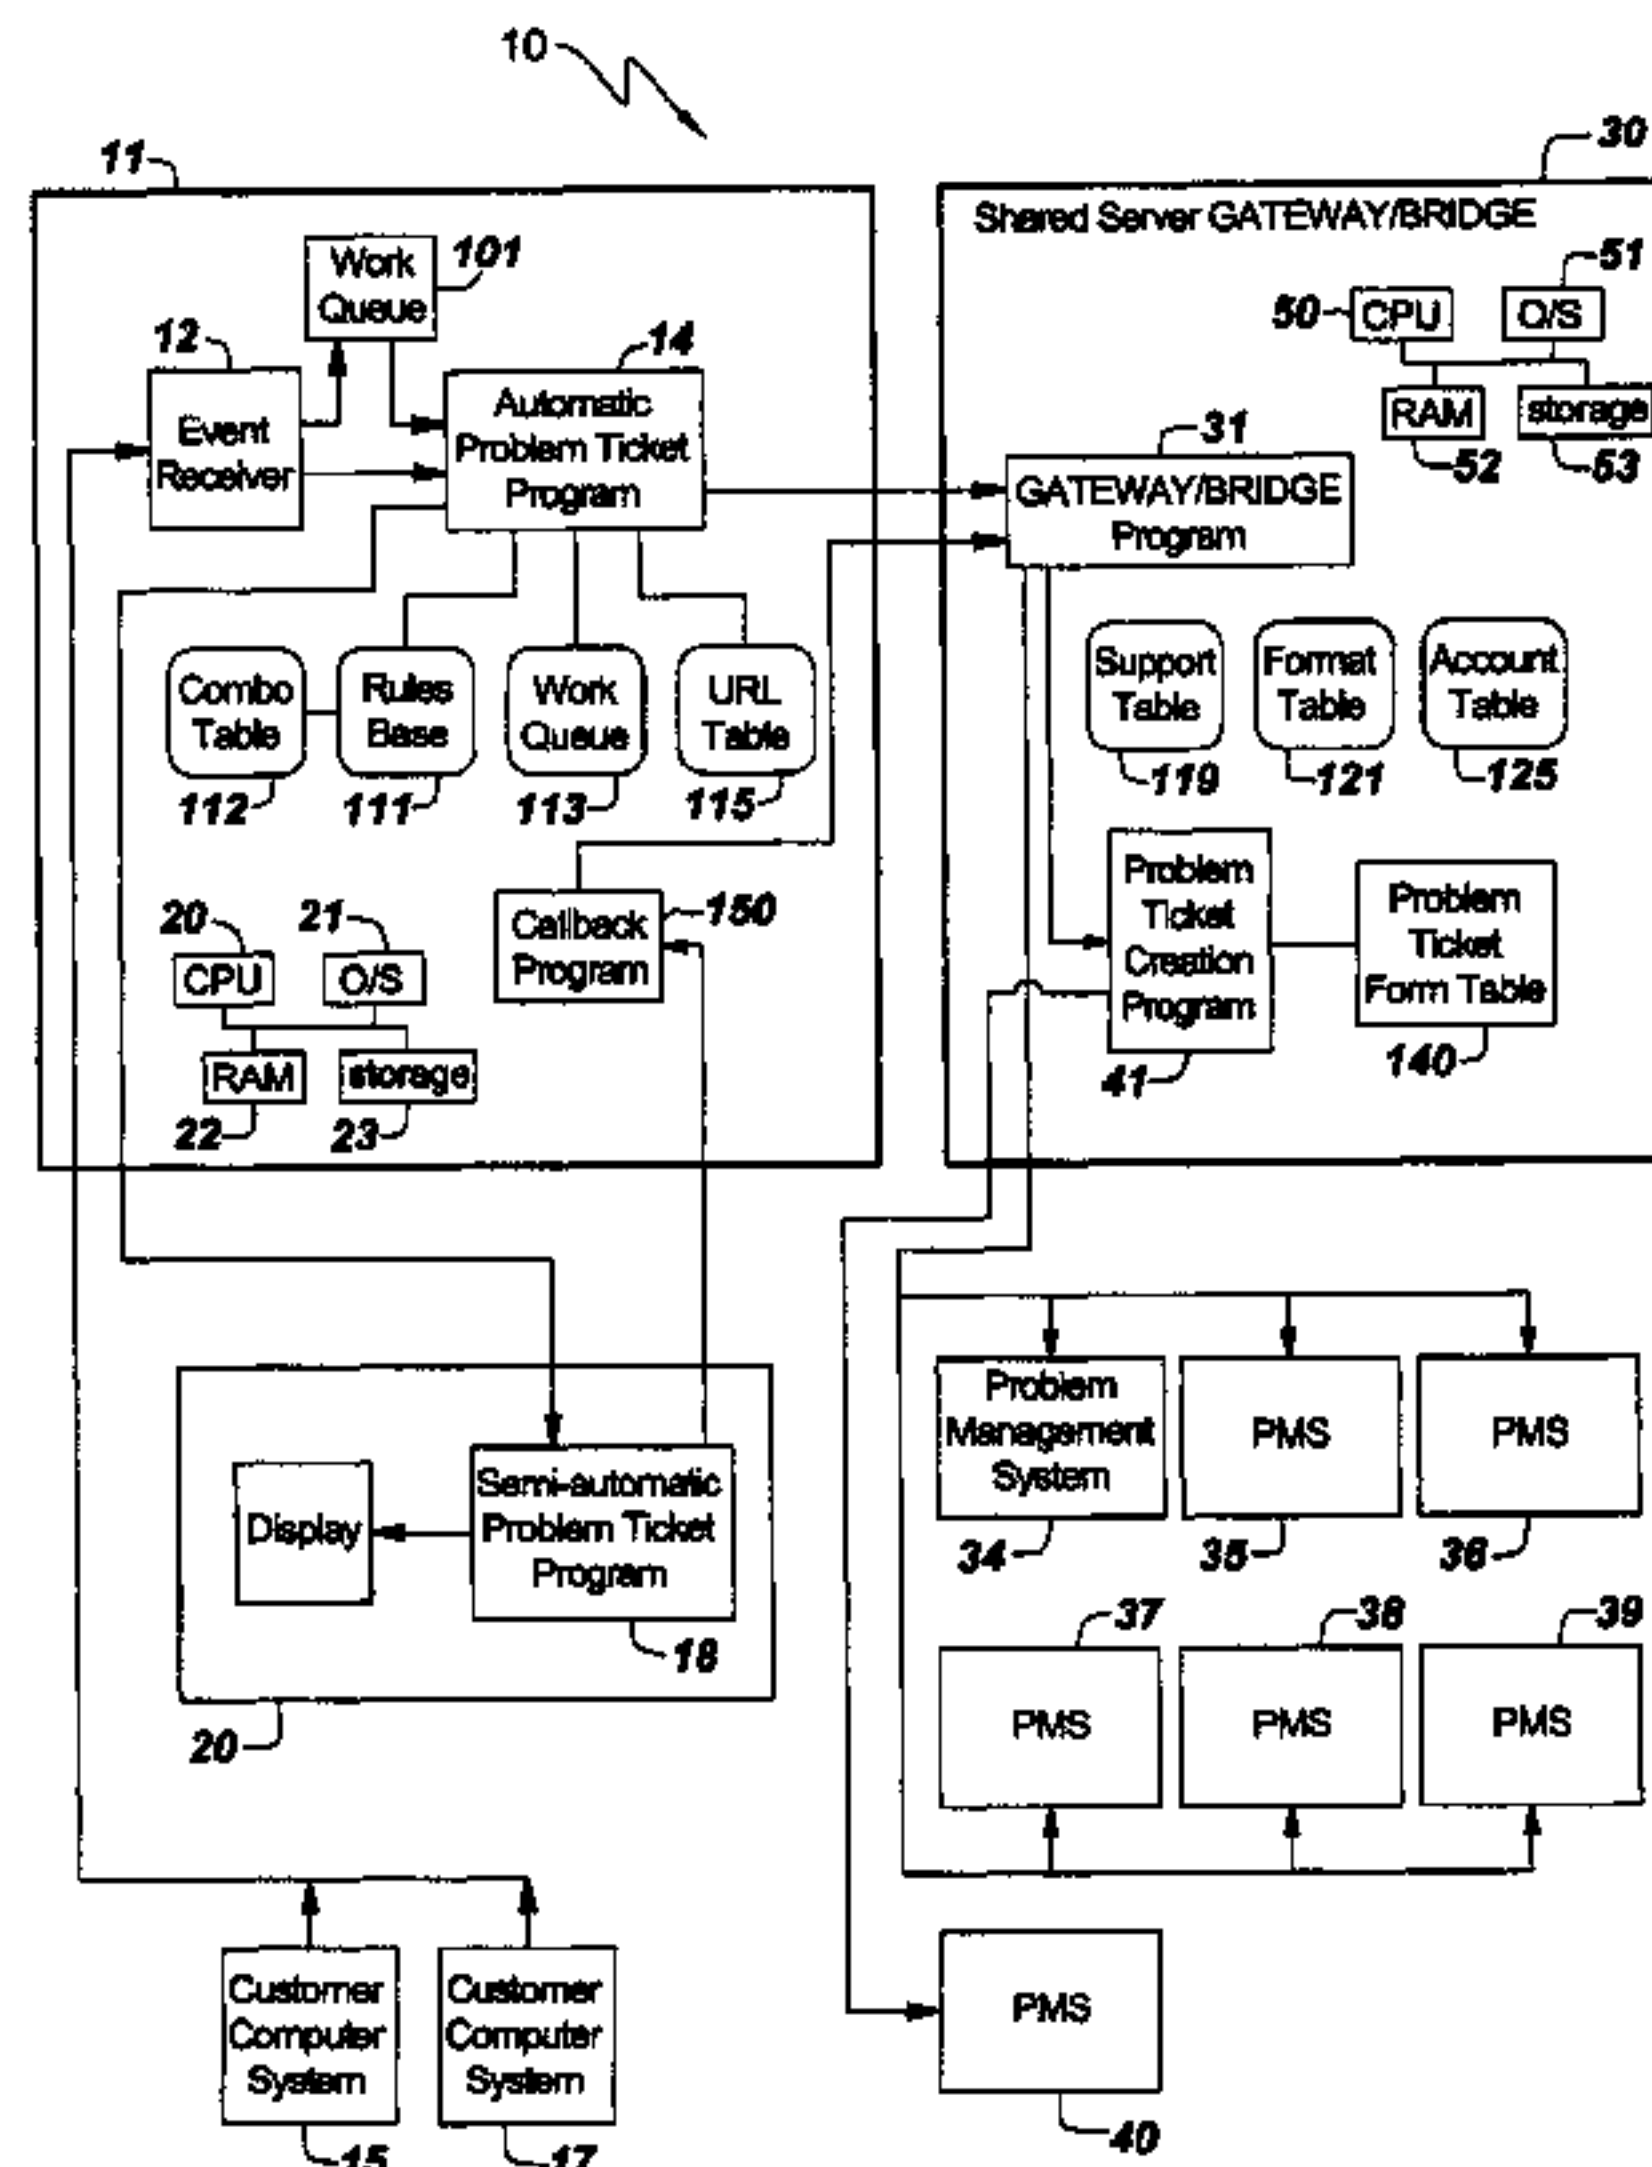 10
11
30
Shared Server GATEWAY/BRIDGE
Work
Queue
101
51
50
CPU
O/S
12
14
Event
Receiver
Automatic
Problem Ticket
Program
RAM
storage
52
53
31
GATEWAY/BRIDGE
Program
Combo
Table
Rules
Base
Work
Queue
URL
Table
112
111
113
115
Support
Table
Format
Table
Account
Table
119
121
125
20
21
CPU
O/S
RAM
storage
22
23
Callback
Program
150
Problem
Ticket
Creation
Program
41
Problem
Ticket
Form Table
140
Display
Semi-automatic
Problem Ticket
Program
18
20
Problem
Management
System
PMS
PMS
34
35
36
37
38
39
PMS
PMS
PMS
Customer
Computer
System
Customer
Computer
System
15
17
PMS
40